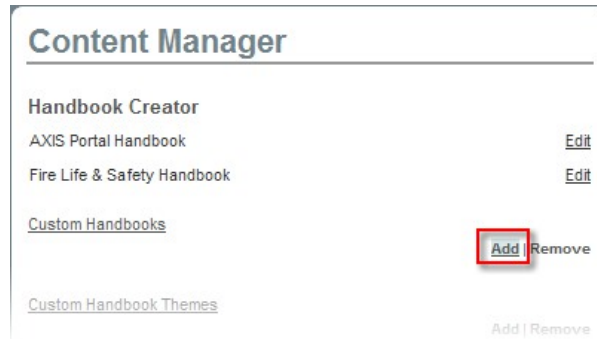 Content Manager
Handbook Creator
AXIS Portal Handbook Edit
Fire Life & Safety Handbook Edit
Custom Handbooks
Add | Remove
Custom Handbook Themes
Add | Remove